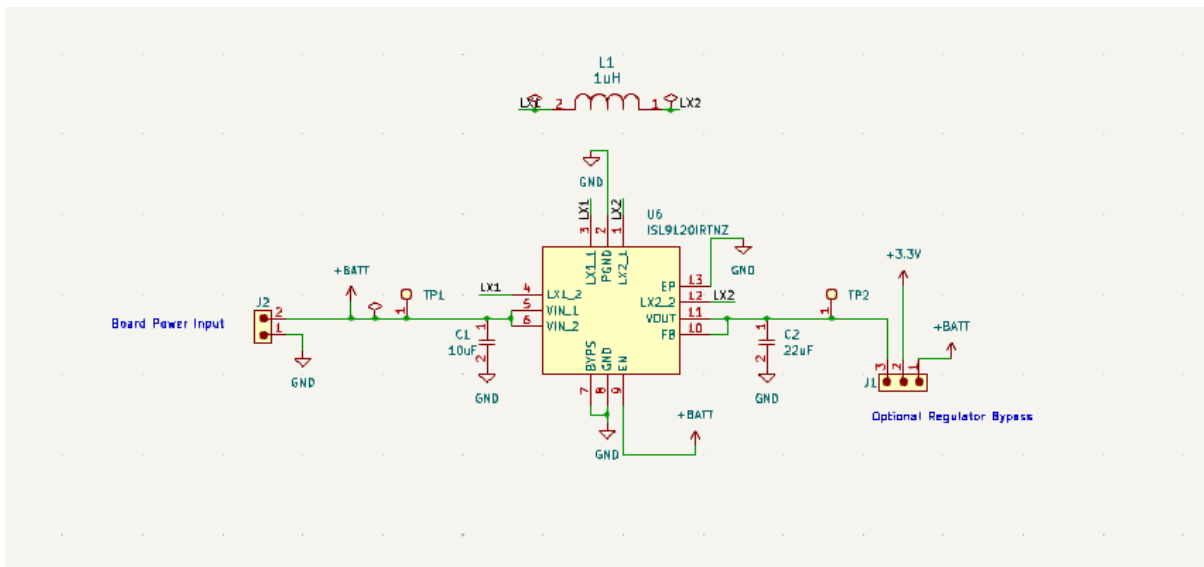 L1
1uH
LX1
2
1
LX2
GND
LX1
LX2
3
2
1
U6
ISL9120IRTNZ
LX1_1
PGND
LX2_1
+BATT
TP1
1
J2
2
1
Board Power Input
GND
C1
10uF
1
2
GND
LX1
4
LX1_2
5
VIN_1
6
VIN_2
EP
13
GND
LX2_2
12
LX2
VOUT
11
FB
10
BYPS
GND
EN
7
8
9
GND
+BATT
TP2
1
1
C2
22uF
2
GND
+3.3V
+BATT
3
2
1
J1
Optional Regulator Bypass